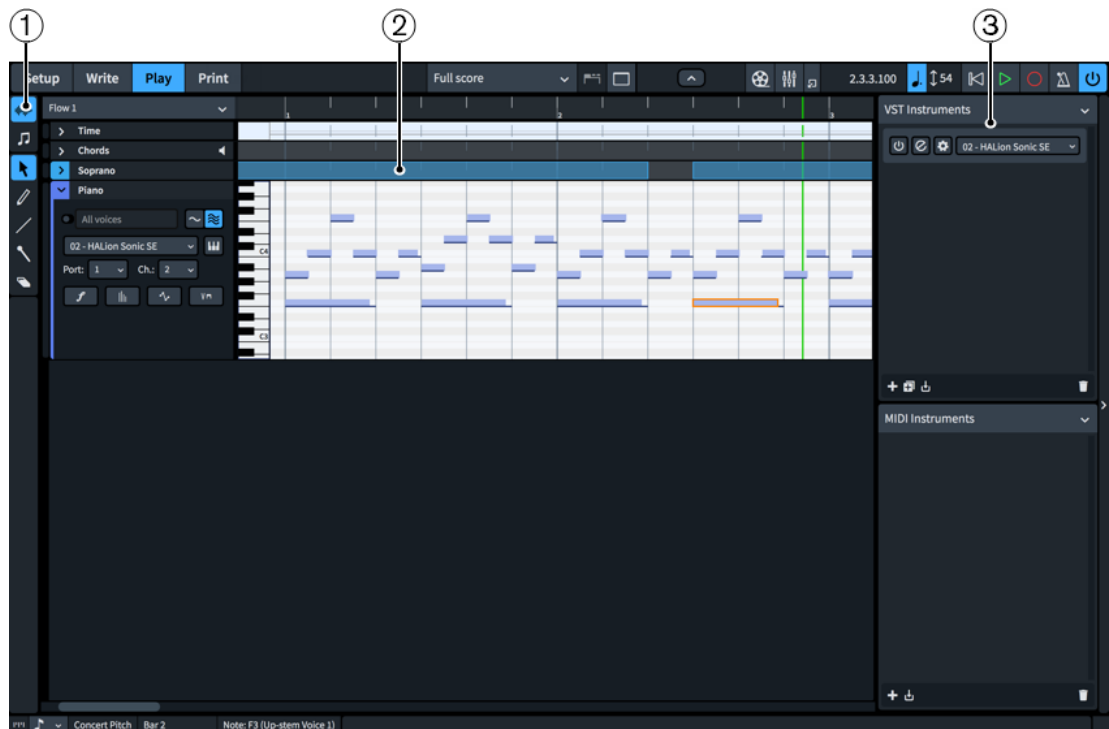 1 2 3
Setup Write Play Print Full score 2.3.3.100 54
Flow 1 1 2 3 VST Instruments
Time
Chords 02 - HALion Sonic SE
Soprano
Piano
All voices
02 - HALion Sonic SE C4
Port: 1 Ch.: 2
C3
MIDI Instruments
Concert Pitch Bar 2 Note: F3 (Up-stem Voice 1)